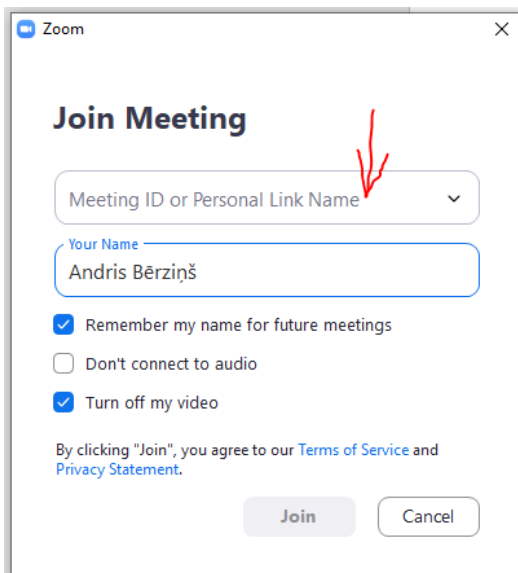 Zoom
Join Meeting
Meeting ID or Personal Link Name
Your Name
Andris Bērziņš
Remember my name for future meetings
Don't connect to audio
Turn off my video
By clicking "Join", you agree to our Terms of Service and
Privacy Statement.
Join Cancel